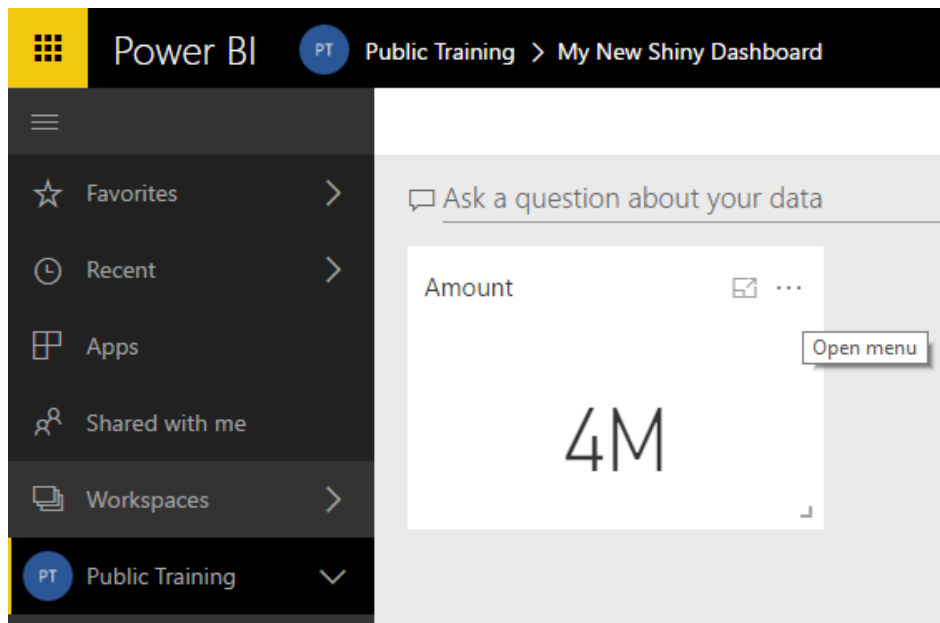 Power BI PT Public Training > My New Shiny Dashboard
Favorites
Recent
Apps
Shared with me
Workspaces
PT Public Training
Ask a question about your data
Amount
Open menu
4M